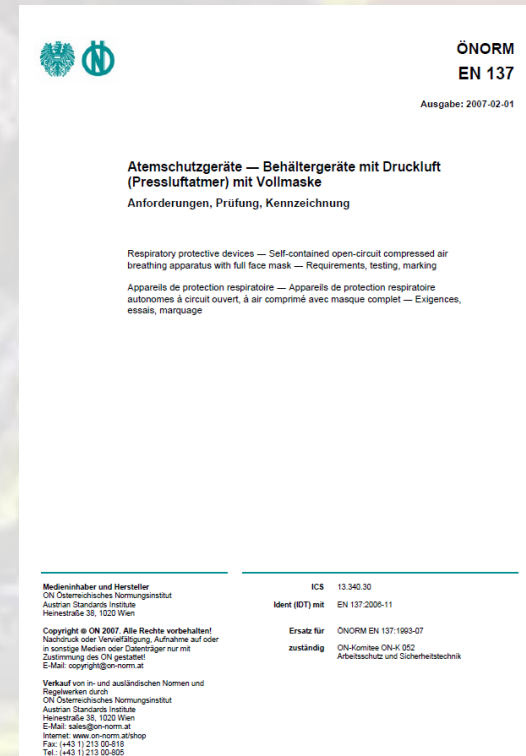 ÖNORM
EN 137
Ausgabe: 2007-02-01
Atemschutzgeräte — Behältergeräte mit Druckluft
(Pressluftatmer) mit Vollmaske
Anforderungen, Prüfung, Kennzeichnung
Respiratory protective devices — Self-contained open-circuit compressed air
breathing apparatus with full face mask — Requirements, testing, marking
Appareils de protection respiratoire — Appareils de protection respiratoire
autonomes à circuit ouvert, à air comprimé avec masque complet — Exigences,
essais, marquage
Medieninhaber und Hersteller
ON Österreichisches Normungsinstitut
Austrian Standards Institute
Heinestraße 38, 1020 Wien
Copyright © ON 2007. Alle Rechte vorbehalten!
Nachdruck oder Vervielfältigung, Aufnahme auf oder
in sonstige Medien oder Datenträger nur mit
Zustimmung des ON gestattet!
E-Mail: copyright@on-norm.at
Verkauf von in- und ausländischen Normen und
Regelwerken durch
ON Österreichisches Normungsinstitut
Austrian Standards Institute
Heinestraße 38, 1020 Wien
E-Mail: sales@on-norm.at
Internet: www.on-norm.at/shop
Fax: (+43 1) 213 00-818
Tel.: (+43 1) 213 00-805
ICS 13.340.30
Ident (IDT) mit EN 137:2006-11
Ersatz für ÖNORM EN 137:1993-07
zuständig ON-Komitee ON-K 052
Arbeitsschutz und Sicherheitstechnik